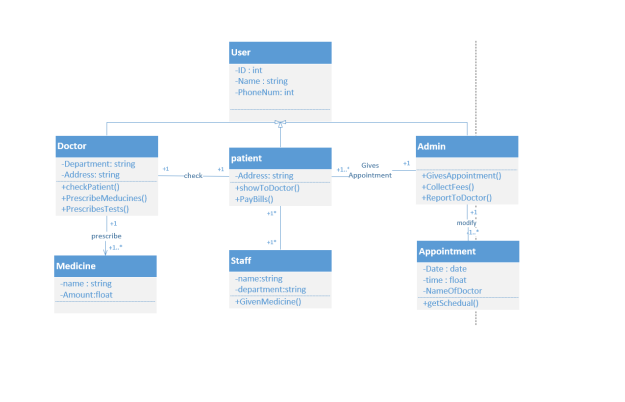 User
-ID : int
-Name : string
-PhoneNum: int
Doctor
-Department: string
-Address: string
+checkPatient()
+PrescribeMeducines()
+PrescribesTests()
+1
check
+1
patient
-Address: string
+showToDoctor()
+PayBills()
+1..*
Gives
Appointment
+1
Admin
+GivesAppointment()
+CollectFees()
+ReportToDoctor()
+1
prescribe
+1..*
+1*
+1*
+1
modify
-1..*
Medicine
-name : string
-Amount:float
Staff
-name:string
-department:string
+GivenMedicine()
Appointment
-Date : date
-time : float
-NameOfDoctor
+getSchedual()